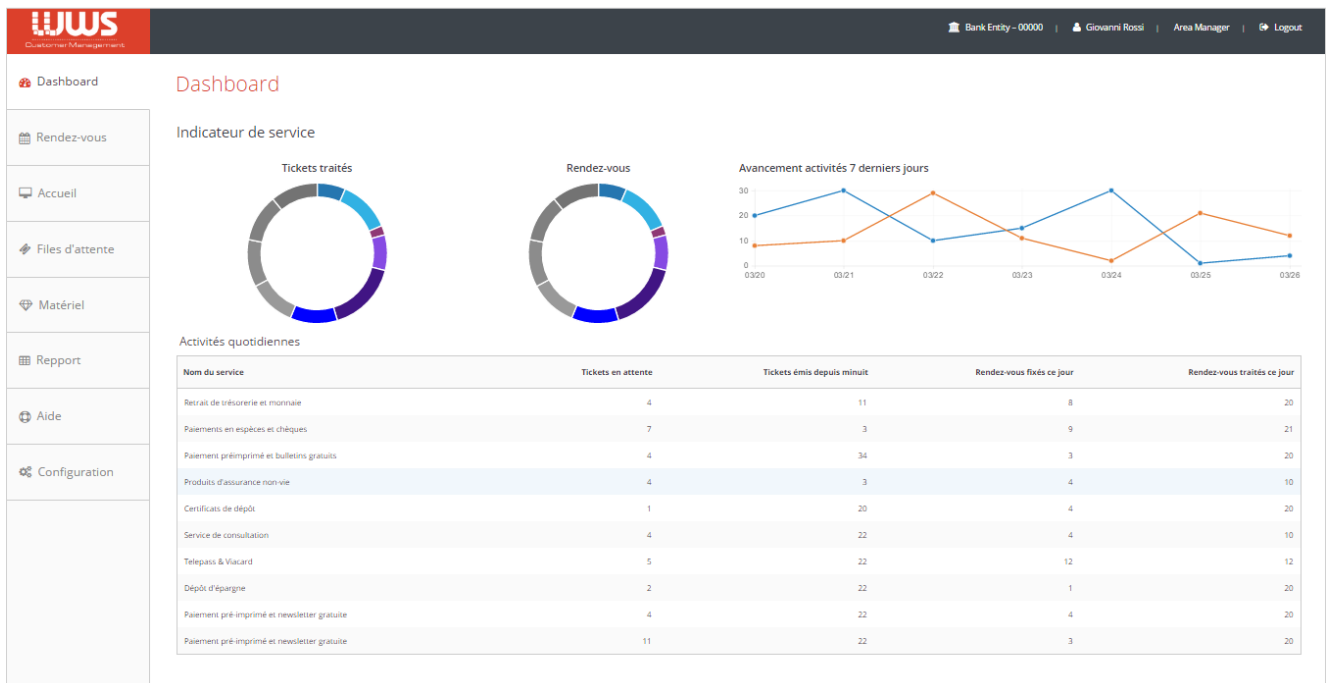 WWS
Customer Management
Bank Entity – 00000 | Giovanni Rossi | Area Manager | Logout
Dashboard
Rendez-vous
Accueil
Files d'attente
Matériel
Repport
Aide
Configuration
Dashboard
Indicateur de service
Tickets traités
Rendez-vous
Avancement activités 7 derniers jours
30
20
10
0
03/20 03/21 03/22 03/23 03/24 03/25 03/26
Activités quotidiennes
Nom du service Tickets en attente Tickets émis depuis minuit Rendez-vous fixés ce jour Rendez-vous traités ce jour
Retrait de trésorerie et monnaie 4 11 8 20
Paiements en espèces et chèques 7 3 9 21
Paiement préimprimé et bulletins gratuits 4 34 3 20
Produits d'assurance non-vie 4 3 4 10
Certificats de dépôt 1 20 4 20
Service de consultation 4 22 4 10
Telepass & Viacard 5 22 12 12
Dépôt d'épargne 2 22 1 20
Paiement pré-imprimé et newsletter gratuite 4 22 4 20
Paiement pré-imprimé et newsletter gratuite 11 22 3 20